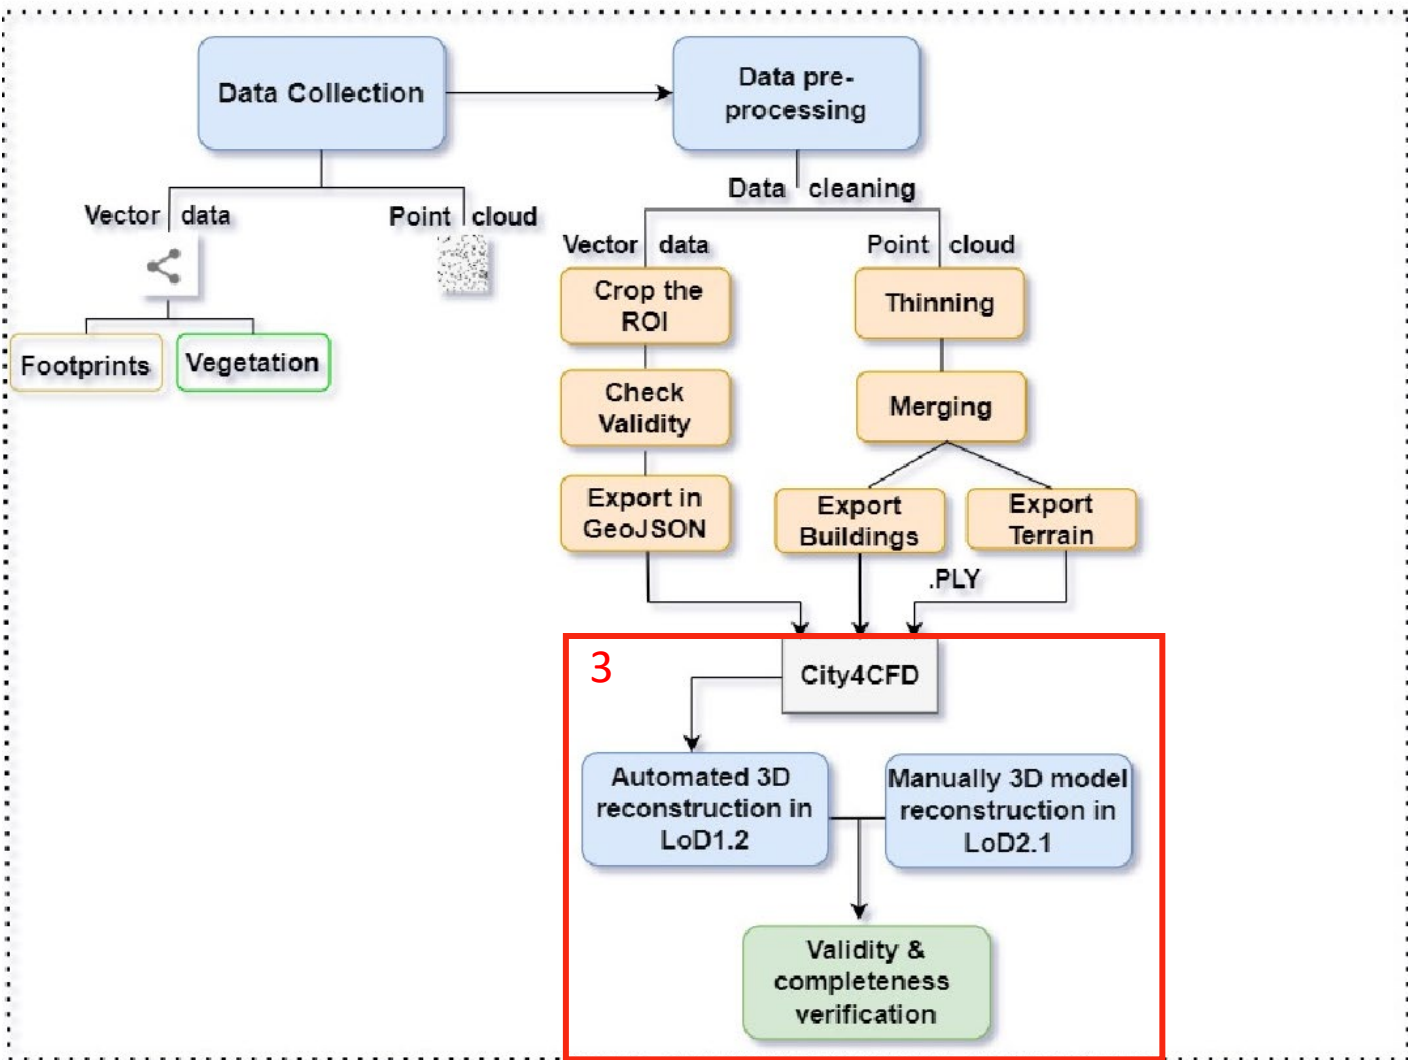 Data Collection
Data pre-
processing
Data cleaning
Vector data
Point cloud
Vector data
Point cloud
Footprints
Vegetation
Crop the
ROI
Thinning
Check
Validity
Merging
Export in
GeoJSON
Export
Buildings
Export
Terrain
.PLY
3
City4CFD
Automated 3D
reconstruction in
LoD1.2
Manually 3D model
reconstruction in
LoD2.1
Validity &
completeness
verification